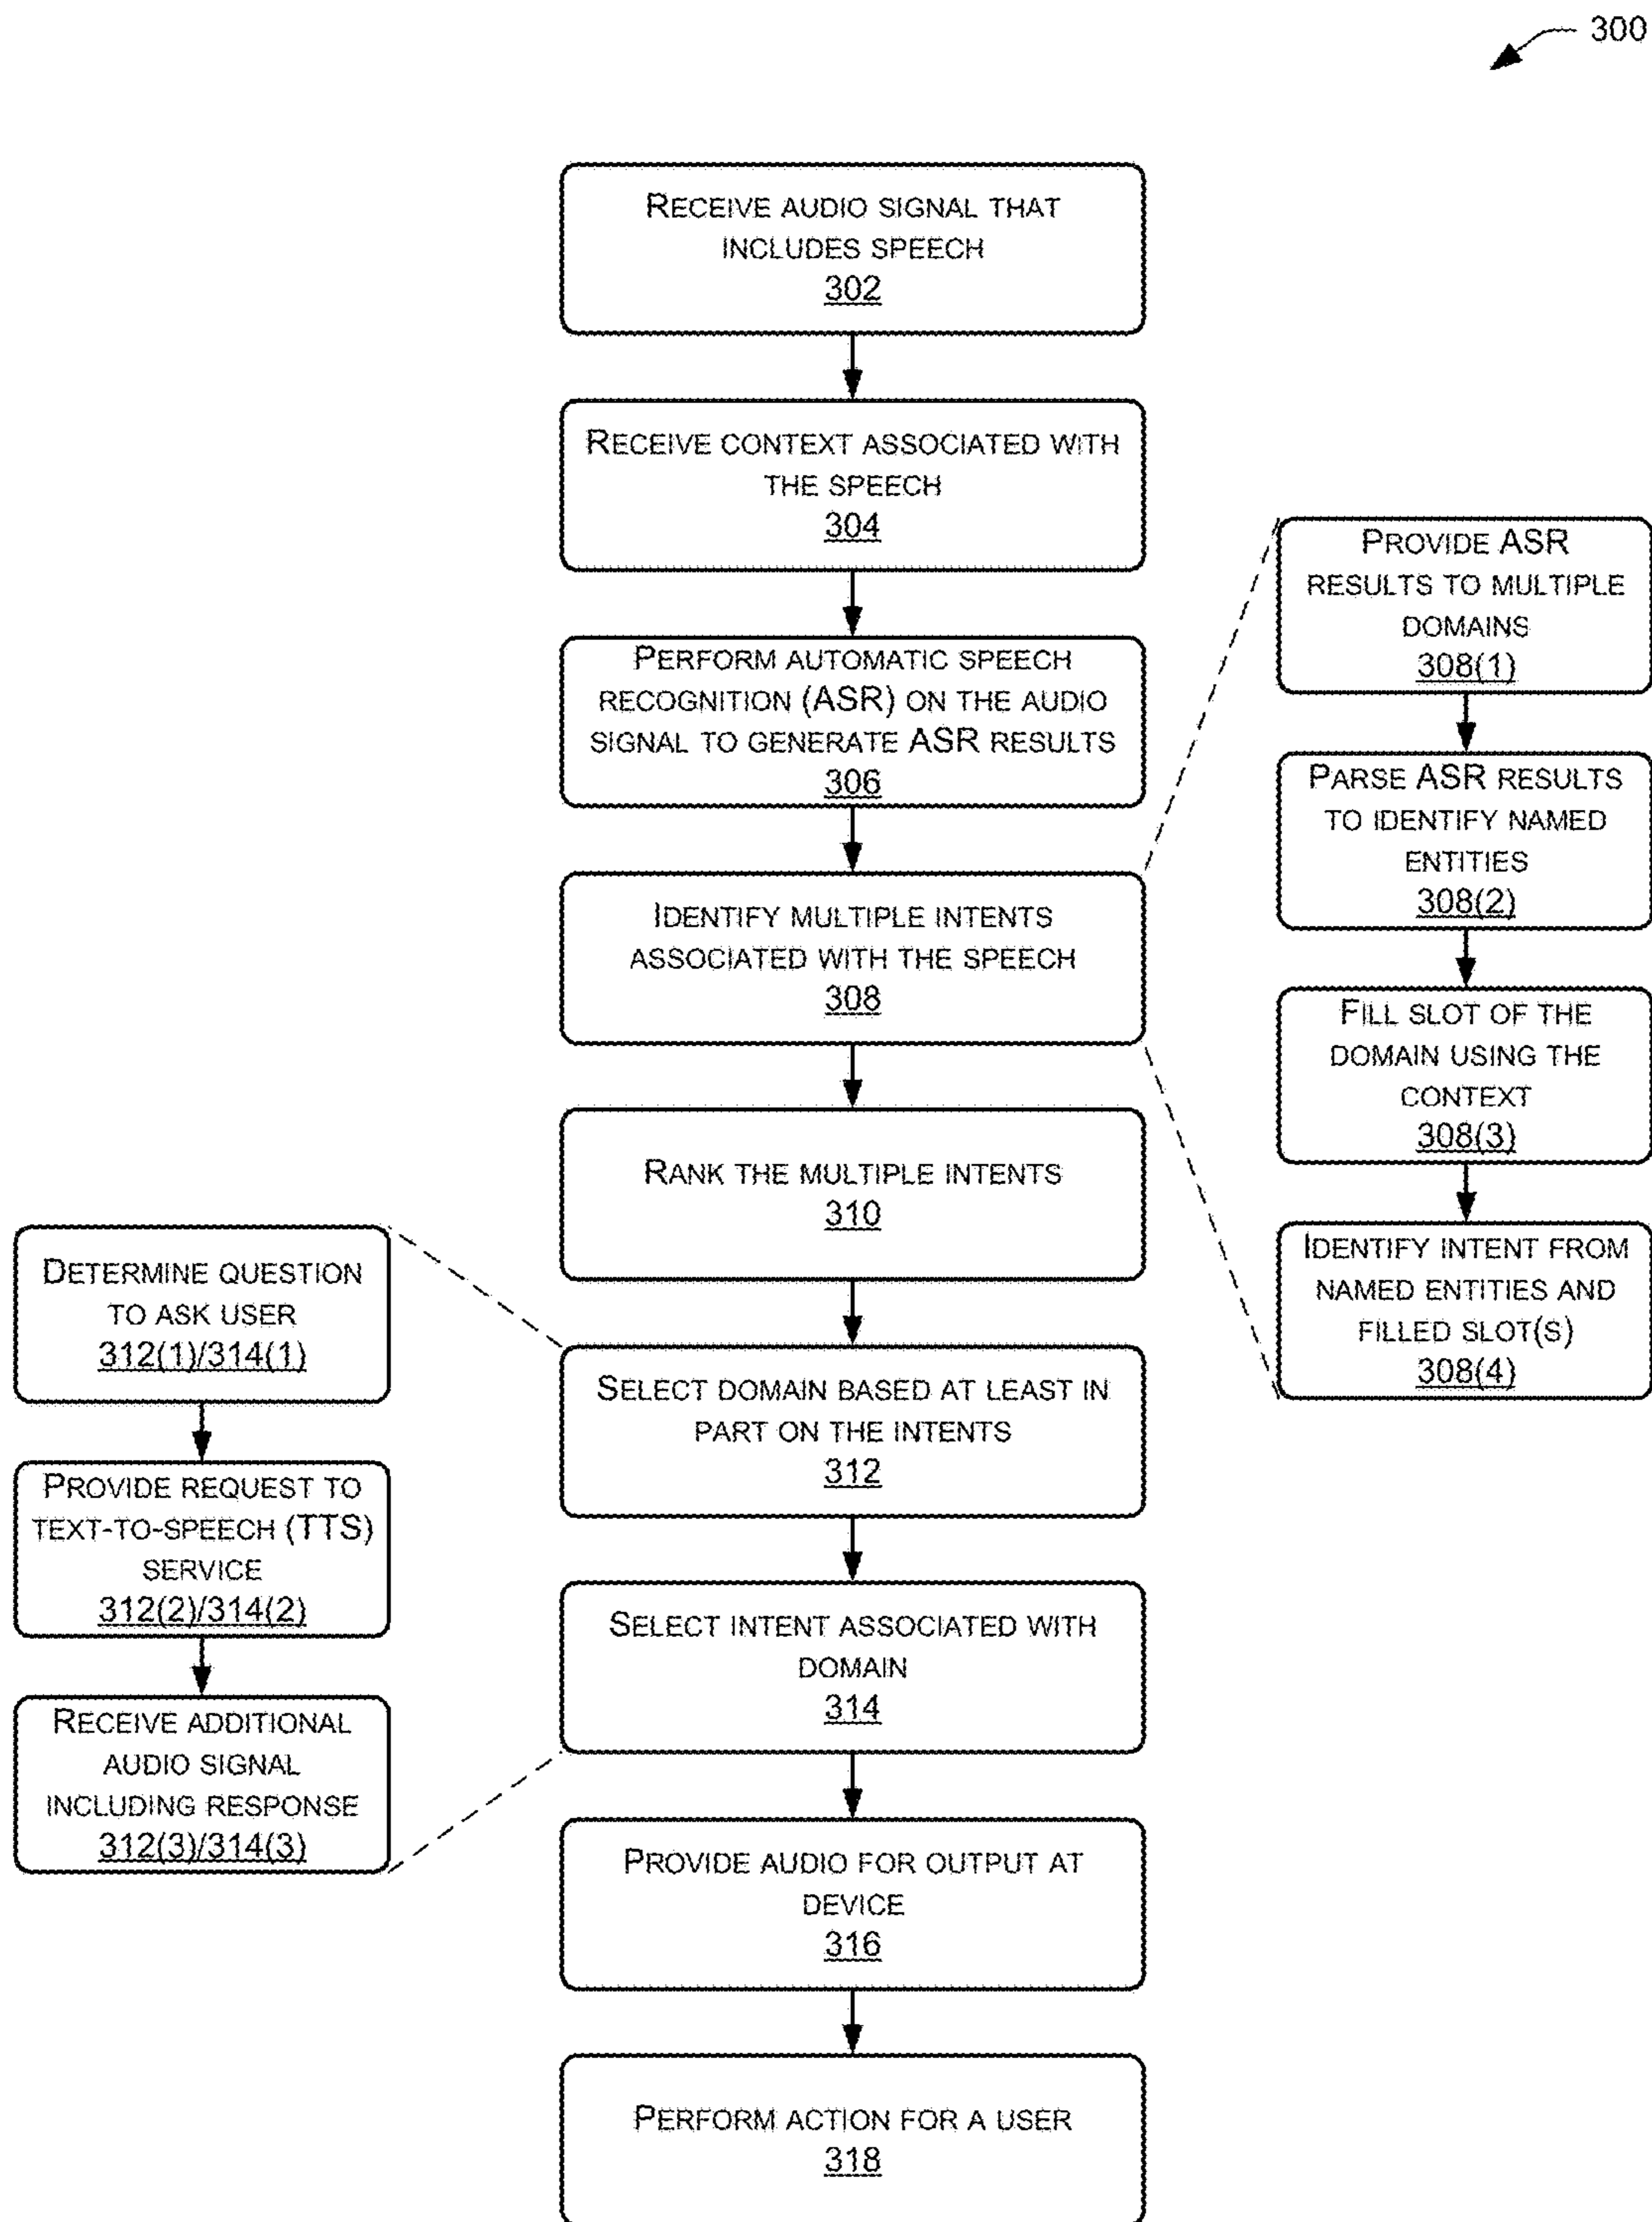 300
RECEIVE AUDIO SIGNAL THAT
INCLUDES SPEECH
302
RECEIVE CONTEXT ASSOCIATED WITH
THE SPEECH
304
PERFORM AUTOMATIC SPEECH
RECOGNITION (ASR) ON THE AUDIO
SIGNAL TO GENERATE ASR RESULTS
306
IDENTIFY MULTIPLE INTENTS
ASSOCIATED WITH THE SPEECH
308
PROVIDE ASR
RESULTS TO MULTIPLE
DOMAINS
308(1)
PARSE ASR RESULTS
TO IDENTIFY NAMED
ENTITIES
308(2)
FILL SLOT OF THE
DOMAIN USING THE
CONTEXT
308(3)
IDENTIFY INTENT FROM
NAMED ENTITIES AND
FILLED SLOT(S)
308(4)
RANK THE MULTIPLE INTENTS
310
SELECT DOMAIN BASED AT LEAST IN
PART ON THE INTENTS
312
DETERMINE QUESTION
TO ASK USER
312(1)/314(1)
PROVIDE REQUEST TO
TEXT-TO-SPEECH (TTS)
SERVICE
312(2)/314(2)
RECEIVE ADDITIONAL
AUDIO SIGNAL
INCLUDING RESPONSE
312(3)/314(3)
SELECT INTENT ASSOCIATED WITH
DOMAIN
314
PROVIDE AUDIO FOR OUTPUT AT
DEVICE
316
PERFORM ACTION FOR A USER
318